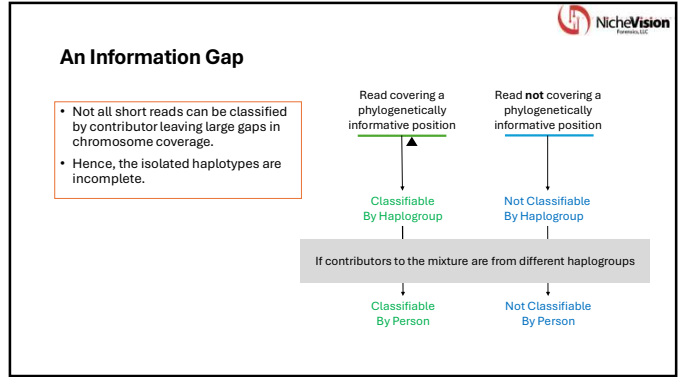 NicheVision
Forensics, LLC
An Information Gap
• Not all short reads can be classified
by contributor leaving large gaps in
chromosome coverage.
• Hence, the isolated haplotypes are
incomplete.
Read covering a
phylogenetically
informative position
Read not covering a
phylogenetically
informative position
Classifiable
By Haplogroup
Not Classifiable
By Haplogroup
If contributors to the mixture are from different haplogroups
Classifiable
By Person
Not Classifiable
By Person